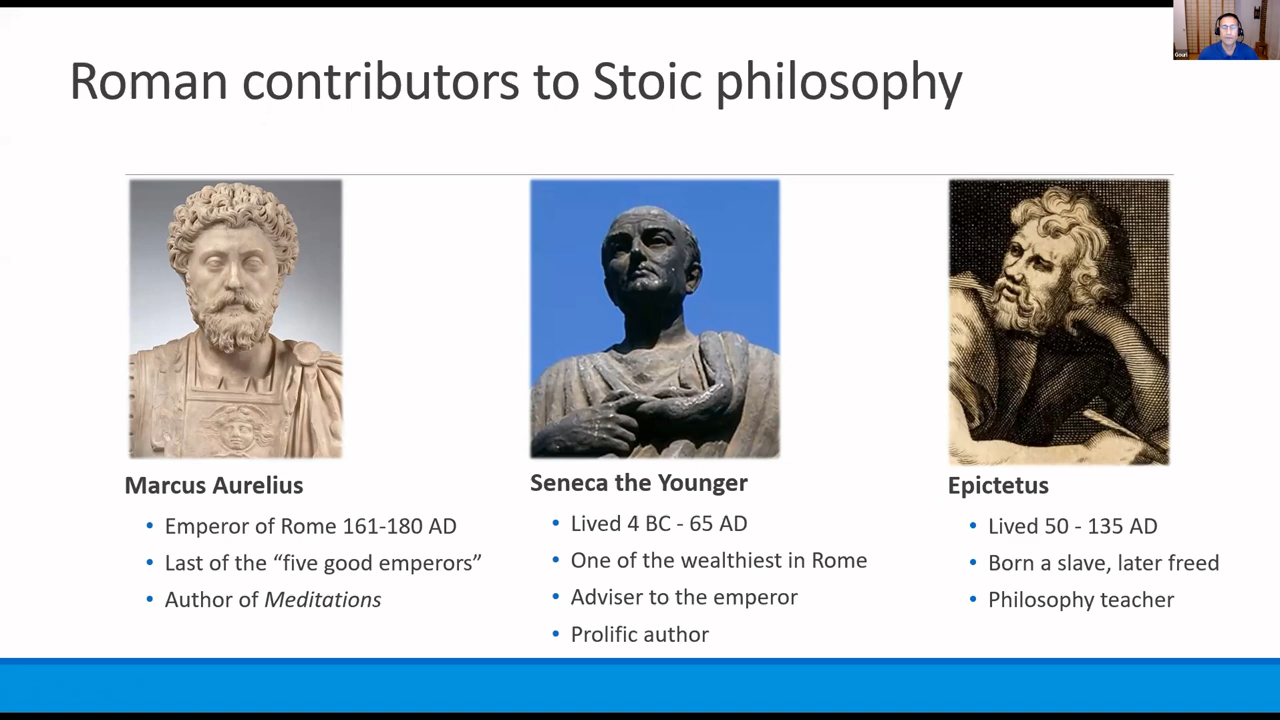 Gouri
Roman contributors to Stoic philosophy
Marcus Aurelius
• Emperor of Rome 161-180 AD
• Last of the “five good emperors”
• Author of Meditations
Seneca the Younger
• Lived 4 BC - 65 AD
• One of the wealthiest in Rome
• Adviser to the emperor
• Prolific author
Epictetus
• Lived 50 - 135 AD
• Born a slave, later freed
• Philosophy teacher